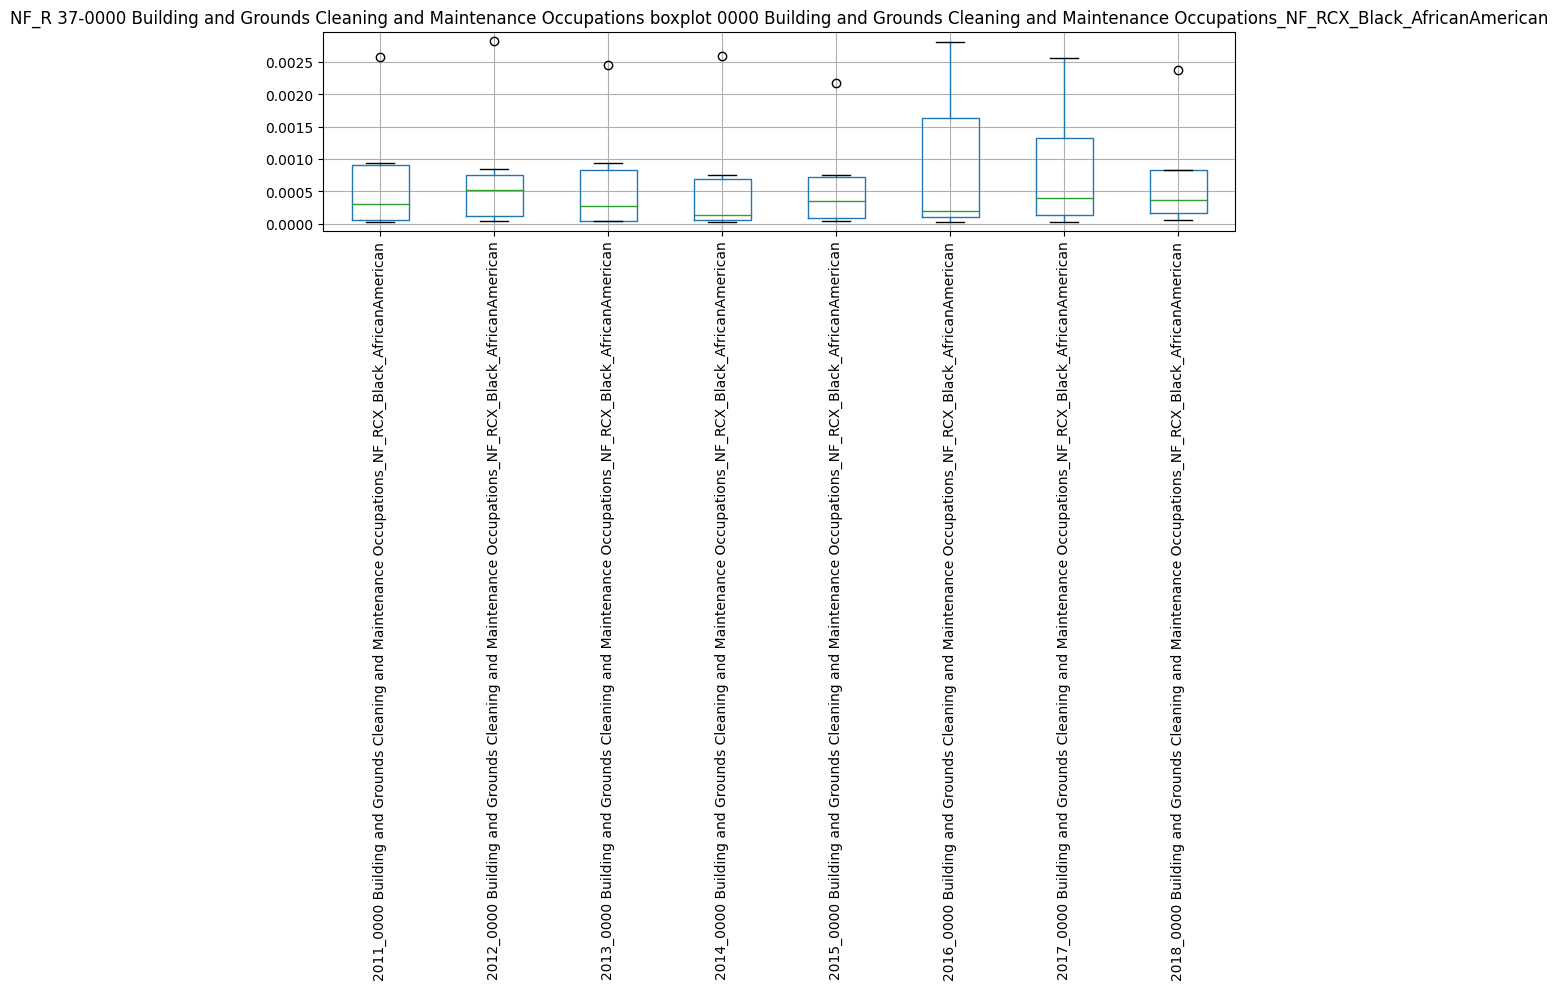 NF_R 37-0000 Building and Grounds Cleaning and Maintenance Occupations boxplot 0000 Building and Grounds Cleaning and Maintenance Occupations_NF_RCX_Black_AfricanAmerican
0.0025
0.0020
0.0015
0.0010
0.0005
0.0000
2011_0000 Building and Grounds Cleaning and Maintenance Occupations_NF_RCX_Black_AfricanAmerican
2012_0000 Building and Grounds Cleaning and Maintenance Occupations_NF_RCX_Black_AfricanAmerican
2013_0000 Building and Grounds Cleaning and Maintenance Occupations_NF_RCX_Black_AfricanAmerican
2014_0000 Building and Grounds Cleaning and Maintenance Occupations_NF_RCX_Black_AfricanAmerican
2015_0000 Building and Grounds Cleaning and Maintenance Occupations_NF_RCX_Black_AfricanAmerican
2016_0000 Building and Grounds Cleaning and Maintenance Occupations_NF_RCX_Black_AfricanAmerican
2017_0000 Building and Grounds Cleaning and Maintenance Occupations_NF_RCX_Black_AfricanAmerican
2018_0000 Building and Grounds Cleaning and Maintenance Occupations_NF_RCX_Black_AfricanAmerican